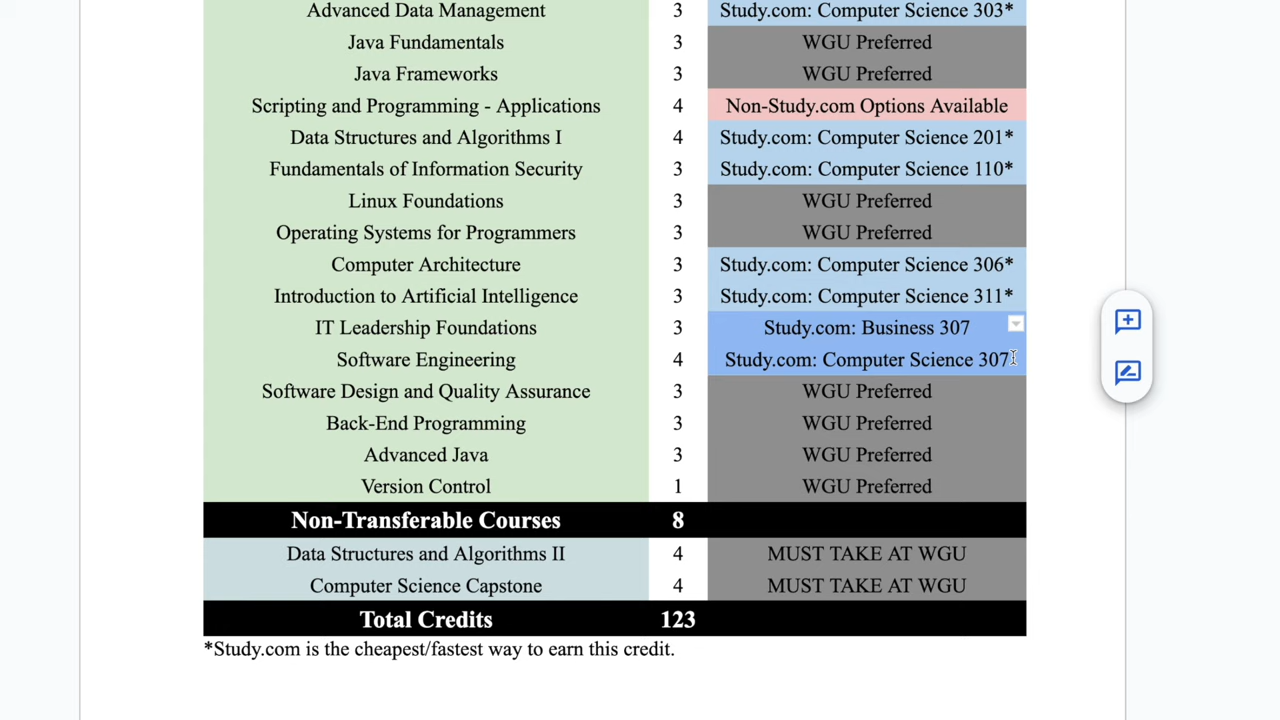 Advanced Data Management 3 Study.com: Computer Science 303*
Java Fundamentals 3 WGU Preferred
Java Frameworks 3 WGU Preferred
Scripting and Programming - Applications 4 Non-Study.com Options Available
Data Structures and Algorithms I 4 Study.com: Computer Science 201*
Fundamentals of Information Security 3 Study.com: Computer Science 110*
Linux Foundations 3 WGU Preferred
Operating Systems for Programmers 3 WGU Preferred
Computer Architecture 3 Study.com: Computer Science 306*
Introduction to Artificial Intelligence 3 Study.com: Computer Science 311*
IT Leadership Foundations 3 Study.com: Business 307
Software Engineering 4 Study.com: Computer Science 307
Software Design and Quality Assurance 3 WGU Preferred
Back-End Programming 3 WGU Preferred
Advanced Java 3 WGU Preferred
Version Control 1 WGU Preferred
Non-Transferable Courses 8
Data Structures and Algorithms II 4 MUST TAKE AT WGU
Computer Science Capstone 4 MUST TAKE AT WGU
Total Credits 123
*Study.com is the cheapest/fastest way to earn this credit.